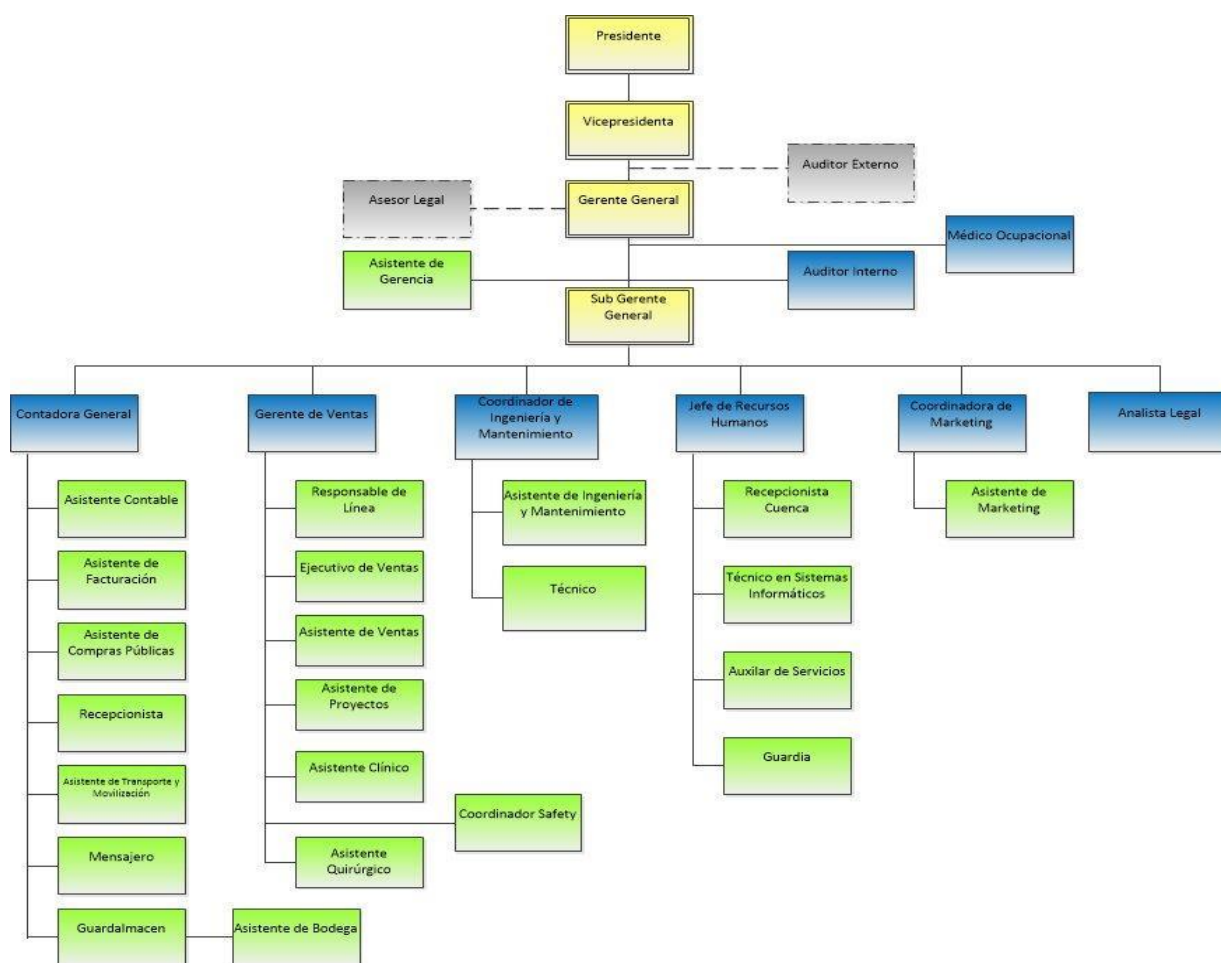 Presidente
Vicepresidenta
Auditor Externo
Asesor Legal
Gerente General
Médico Ocupacional
Asistente de
Gerencia
Auditor Interno
Sub Gerente
General
Contadora General
Gerente de Ventas
Coordinador de
Ingeniería y
Mantenimiento
Jefe de Recursos
Humanos
Coordinadora de
Marketing
Analista Legal
Asistente Contable
Asistente de
Facturación
Asistente de
Compras Públicas
Recepcionista
Asistente de Transporte y
Movilización
Mensajero
Guardalmacen
Asistente de Bodega
Responsable de
Línea
Ejecutivo de Ventas
Asistente de Ventas
Asistente de
Proyectos
Asistente Clínico
Coordinador Safety
Asistente
Quirúrgico
Asistente de Ingeniería
y Mantenimiento
Técnico
Recepcionista
Cuenca
Técnico en Sistemas
Informáticos
Auxilar de Servicios
Guardia
Asistente de
Marketing